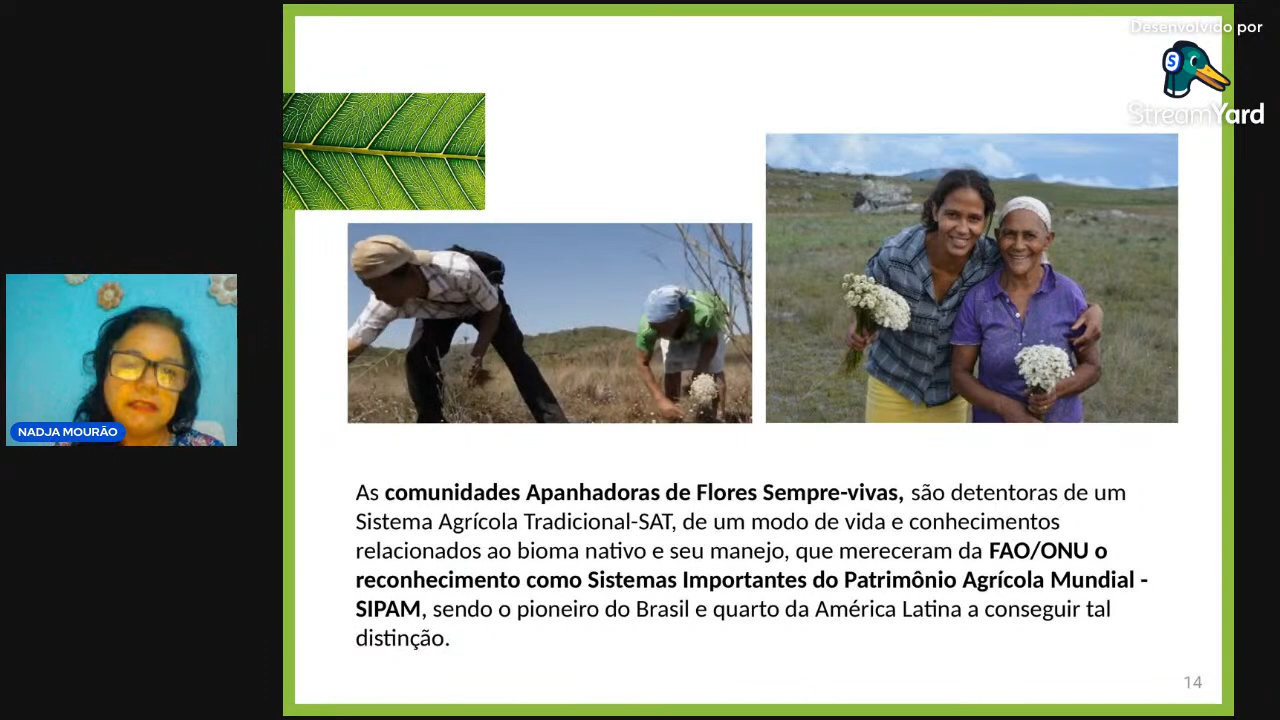 Desenvolvido por
S
StreamYard
NADJA MOURÃO
As comunidades Apanhadoras de Flores Sempre-vivas, são detentoras de um
Sistema Agrícola Tradicional-SAT, de um modo de vida e conhecimentos
relacionados ao bioma nativo e seu manejo, que mereceram da FAO/ONU o
reconhecimento como Sistemas Importantes do Patrimônio Agrícola Mundial -
SIPAM, sendo o pioneiro do Brasil e quarto da América Latina a conseguir tal
distinção.
14